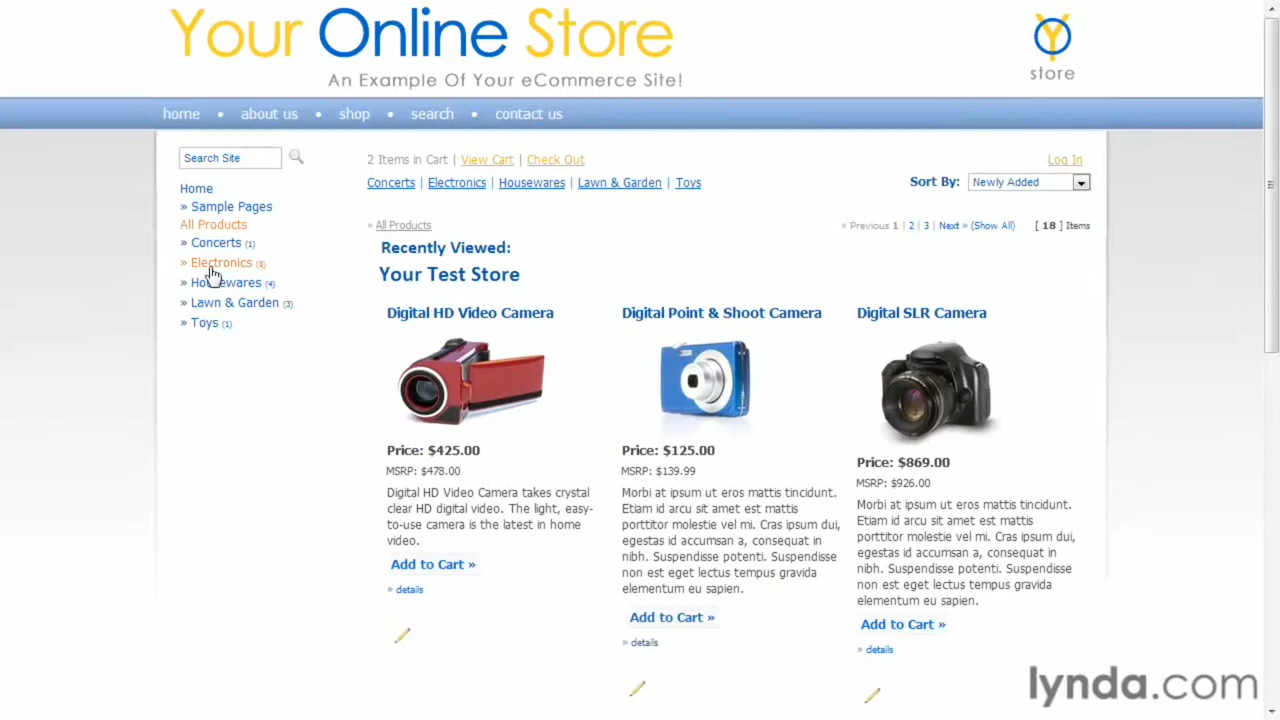 Your Online Store
An Example Of Your eCommerce Site!
Y
store
home • about us • shop • search • contact us
Search Site
2 Items in Cart | View Cart | Check Out
Log In
Concerts | Electronics | Housewares | Lawn & Garden | Toys
Sort By: Newly Added
Home
» Sample Pages
All Products
» Concerts (1)
» Electronics (8)
» Housewares (4)
» Lawn & Garden (3)
» Toys (1)
» All Products
« Previous 1 | 2 | 3 | Next » (Show All) [ 18 ] Items
Recently Viewed:
Your Test Store
Digital HD Video Camera
Price: $425.00
MSRP: $478.00
Digital HD Video Camera takes crystal
clear HD digital video. The light, easy-
to-use camera is the latest in home
video.
Add to Cart »
» details
Digital Point & Shoot Camera
Price: $125.00
MSRP: $139.99
Morbi at ipsum ut eros mattis tincidunt.
Etiam id arcu sit amet est mattis
porttitor molestie vel mi. Cras ipsum dui,
egestas id accumsan a, consequat in
nibh. Suspendisse potenti. Suspendisse
non est eget lectus tempus gravida
elementum eu sapien.
Add to Cart »
» details
Digital SLR Camera
Price: $869.00
MSRP: $926.00
Morbi at ipsum ut eros mattis tincidunt.
Etiam id arcu sit amet est mattis
porttitor molestie vel mi. Cras ipsum dui,
egestas id accumsan a, consequat in
nibh. Suspendisse potenti. Suspendisse
non est eget lectus tempus gravida
elementum eu sapien.
Add to Cart »
» details
lynda.com